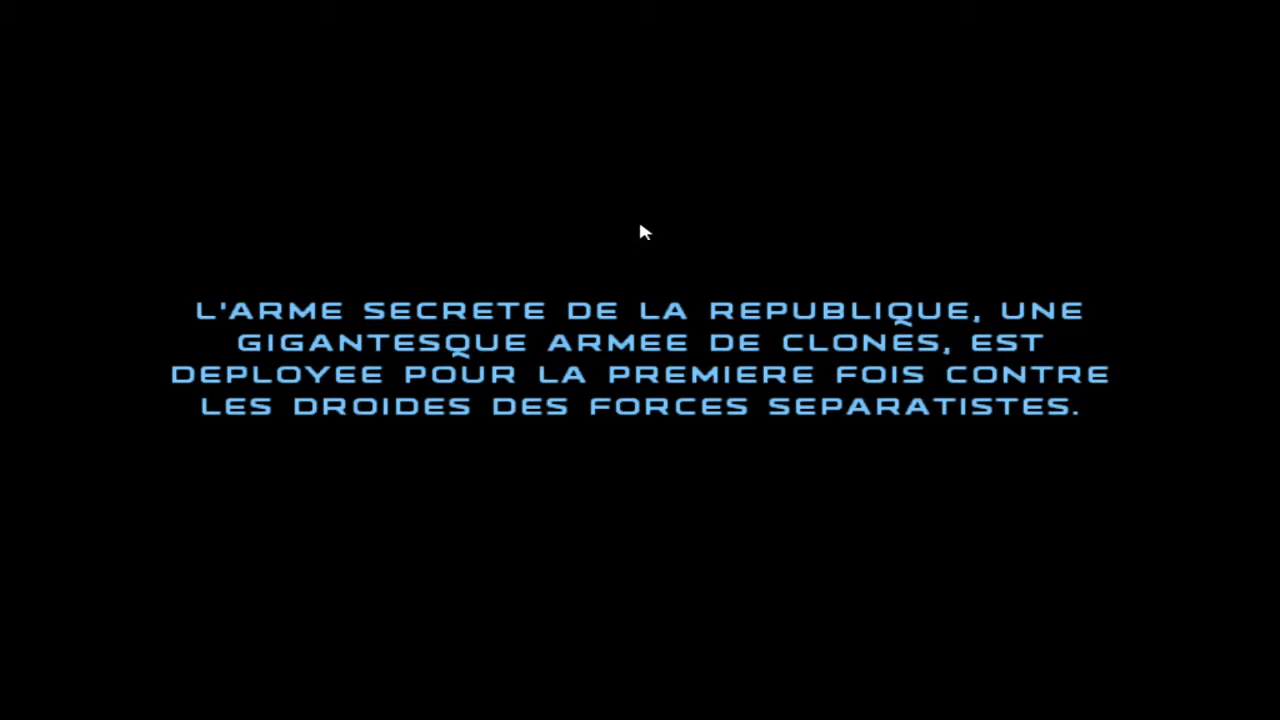 L'ARME SECRETE DE LA REPUBLIQUE, UNE
GIGANTESQUE ARMEE DE CLONES, EST
DEPLOYEE POUR LA PREMIERE FOIS CONTRE
LES DROIDES DES FORCES SEPARATISTES.